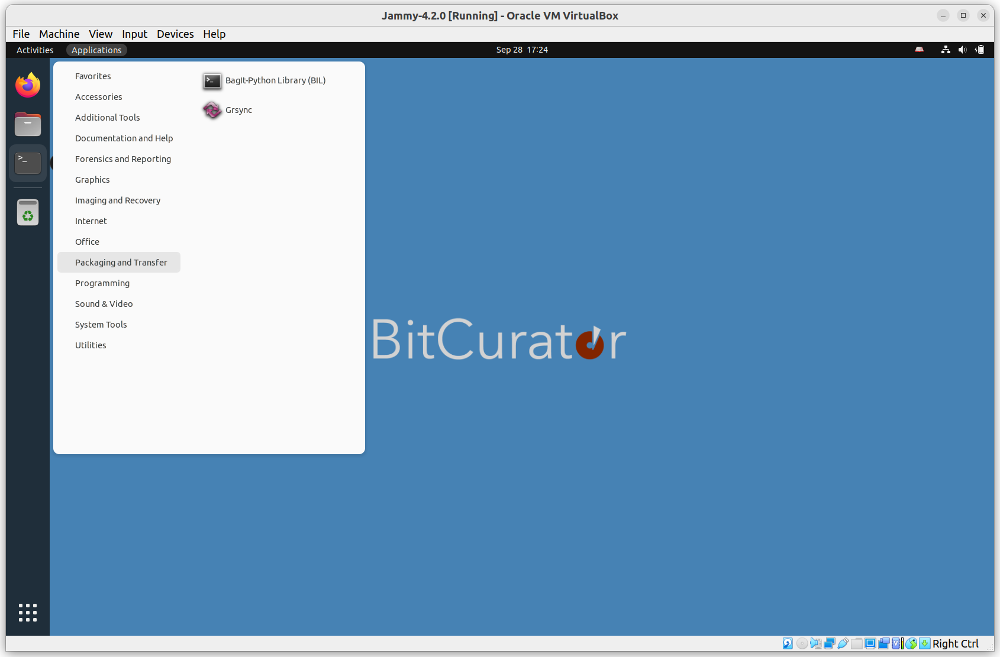 Jammy-4.2.0 [Running] - Oracle VM VirtualBox
File Machine View Input Devices Help
Activities Applications Sep 28 17:24
Favorites
Accessories
Additional Tools
Documentation and Help
Forensics and Reporting
Graphics
Imaging and Recovery
Internet
Office
Packaging and Transfer
Programming
Sound & Video
System Tools
Utilities
BagIt-Python Library (BIL)
Grsync
>_
BitCurator
Right Ctrl